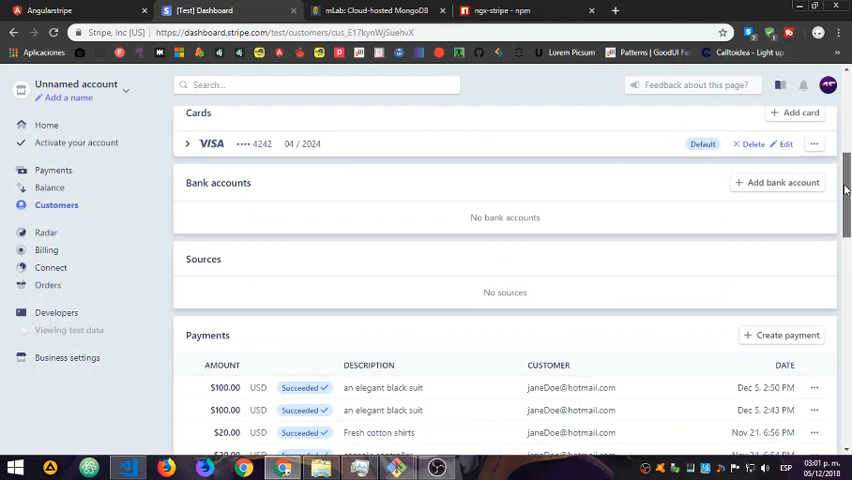 Angularstripe
[Test] Dashboard
mLab: Cloud-hosted MongoDB
ngx-stripe - npm
Stripe, Inc [US]
https://dashboard.stripe.com/test/customers/cus_E17kynWjSuehvX
Aplicaciones
Lorem Picsum
Patterns | GoodUI Fa
Calltoidea - Light up
Unnamed account
Add a name
Search...
Feedback about this page?
Home
Activate your account
Payments
Balance
Customers
Radar
Billing
Connect
Orders
Developers
Viewing test data
Business settings
Cards
+ Add card
VISA •••• 4242 04 / 2024 Default Delete Edit
Bank accounts
+ Add bank account
No bank accounts
Sources
No sources
Payments
+ Create payment
AMOUNT DESCRIPTION CUSTOMER DATE
$100.00 USD Succeeded an elegant black suit janeDoe@hotmail.com Dec 5, 2:50 PM
$100.00 USD Succeeded an elegant black suit janeDoe@hotmail.com Dec 5, 2:43 PM
$20.00 USD Succeeded Fresh cotton shirts janeDoe@hotmail.com Nov 21, 6:56 PM
ESP
03:01 p. m.
05/12/2018